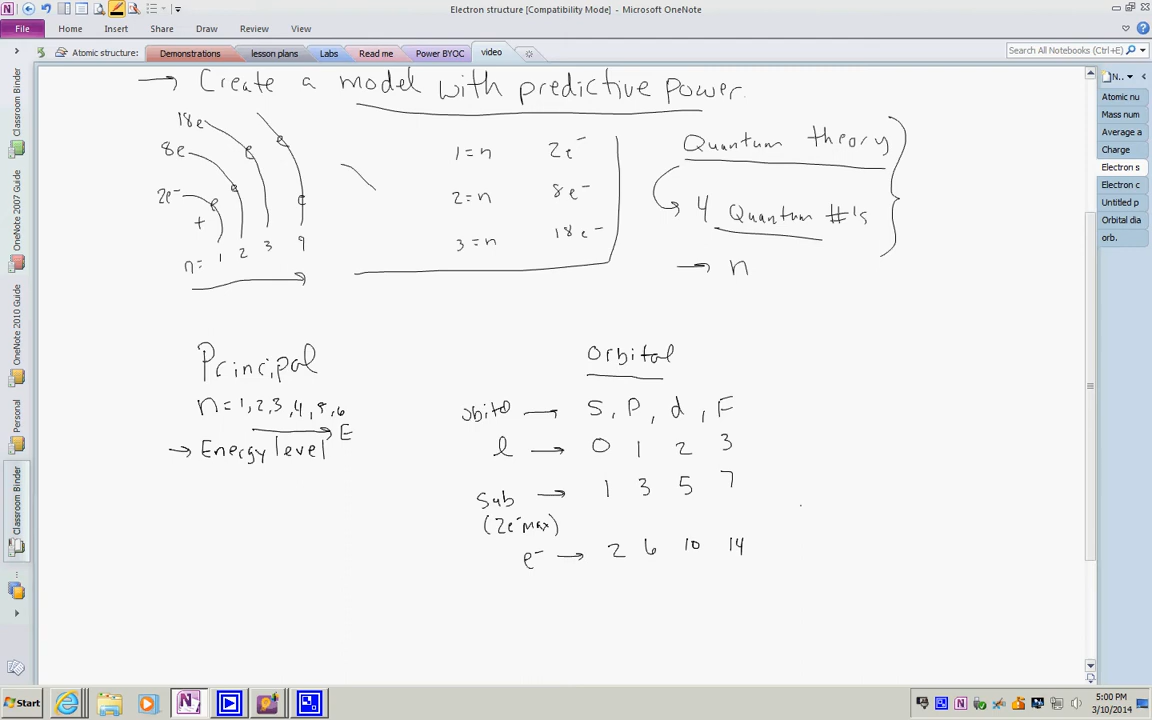 Electron structure [Compatibility Mode] - Microsoft OneNote
File Home Insert Share Draw Review View
Atomic structure: Demonstrations lesson plans Labs Read me Power BYOC video
Search All Notebooks (Ctrl+E)
→ Create a model with predictive power.
18e
8e
2e-
+
n= 1 2 3 4
1=n 2e-
2=n 8e-
3=n 18e-
Quantum theory
4 Quantum #'s
→ n
Principal
n=1,2,3,4,5,6
E
→ Energy level
Orbital
obital → S, P, d, F
l → 0 1 2 3
sub → 1 3 5 7
(2e-max)
e- → 2 6 10 14
N..
Atomic nu
Mass num
Average a
Charge
Electron s
Electron c
Untitled p
Orbital dia
orb.
Classroom Binder
OneNote 2007 Guide
OneNote 2010 Guide
Personal
Classroom Binder
Start
5:00 PM
3/10/2014